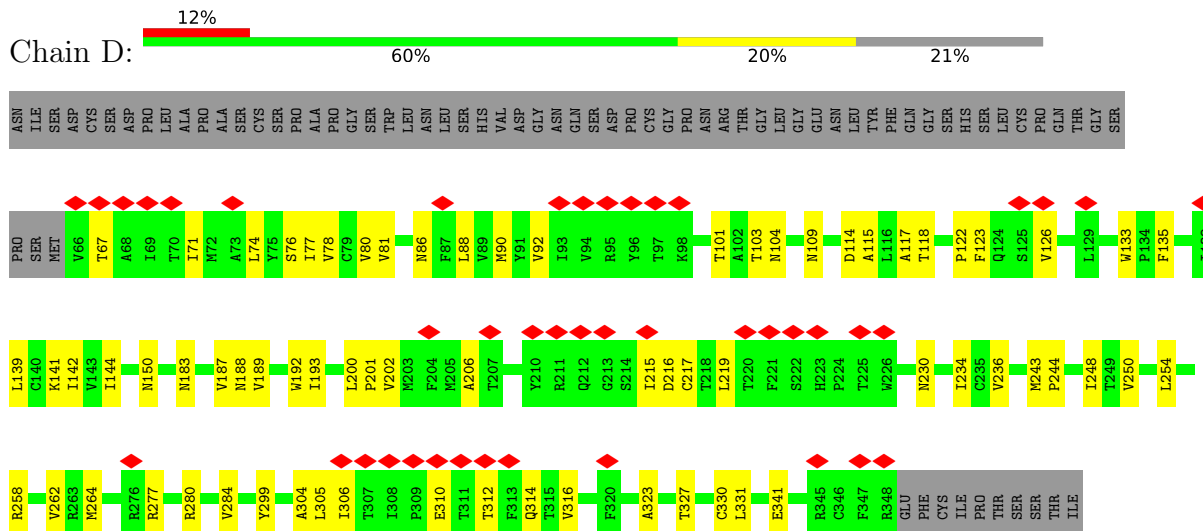 12%
Chain D:
60% 20% 21%
ASN ILE SER ASP CYS SER ASP PRO LEU ALA PRO ALA SER CYS SER PRO ALA PRO GLY SER TRP LEU ASN LEU SER HIS VAL ASP GLY ASN GLN SER ASP PRO CYS GLY PRO ASN ARG THR GLY LEU GLY GLU ASN LEU TYR PHE GLN GLY SER HIS SER LEU CYS PRO GLN THR GLY SER
PRO SER MET V66 T67 A68 I69 T70 I71 M72 A73 L74 Y75 S76 I77 V78 C79 V80 V81 N86 F87 L88 V89 M90 Y91 V92 I93 V94 R95 Y96 T97 K98 T101 A102 T103 N104 N109 D114 A115 L116 A117 T118 P122 F123 Q124 S125 V126 L129 W133 P134 F135
L139 C140 K141 I142 V143 I144 N150 N183 V187 N188 V189 W192 I193 L200 P201 V202 M203 F204 M205 A206 T207 Y210 R211 Q212 G213 S214 I215 D216 C217 T218 L219 T220 F221 S222 H223 P224 T225 W226 N230 I234 C235 V236 M243 P244 I248 T249 V250 L254
R258 V262 R263 M264 R276 R277 R280 V284 Y299 A304 L305 I306 T307 I308 P309 E310 T311 T312 F313 Q314 T315 V316 F320 A323 T327 C330 L331 E341 R345 C346 F347 R348 GLU PHE CYS ILE PRO THR SER SER THR ILE